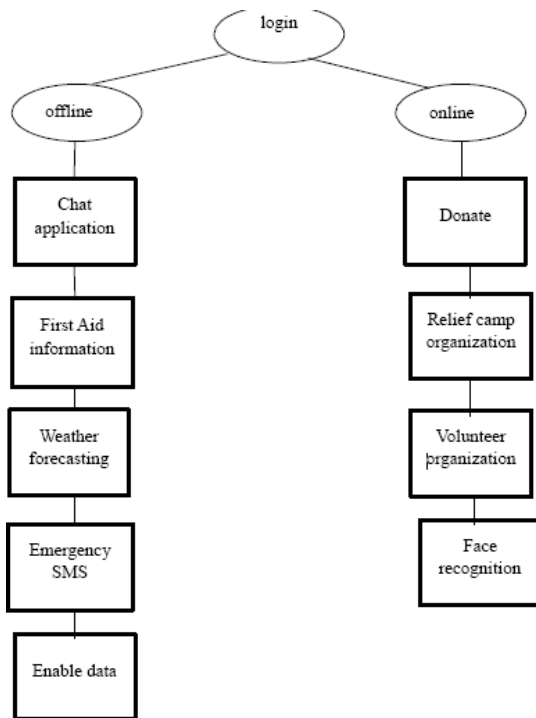 login
offline
online
Chat
application
Donate
First Aid
information
Relief camp
organization
Weather
forecasting
Volunteer
organization
Emergency
SMS
Face
recognition
Enable data